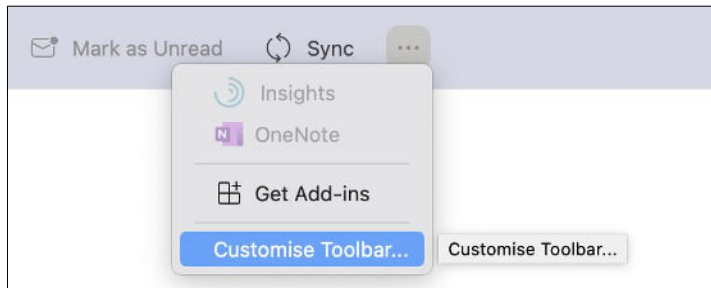 Mark as Unread Sync ...
Insights
N OneNote
Get Add-ins
Customise Toolbar... Customise Toolbar...